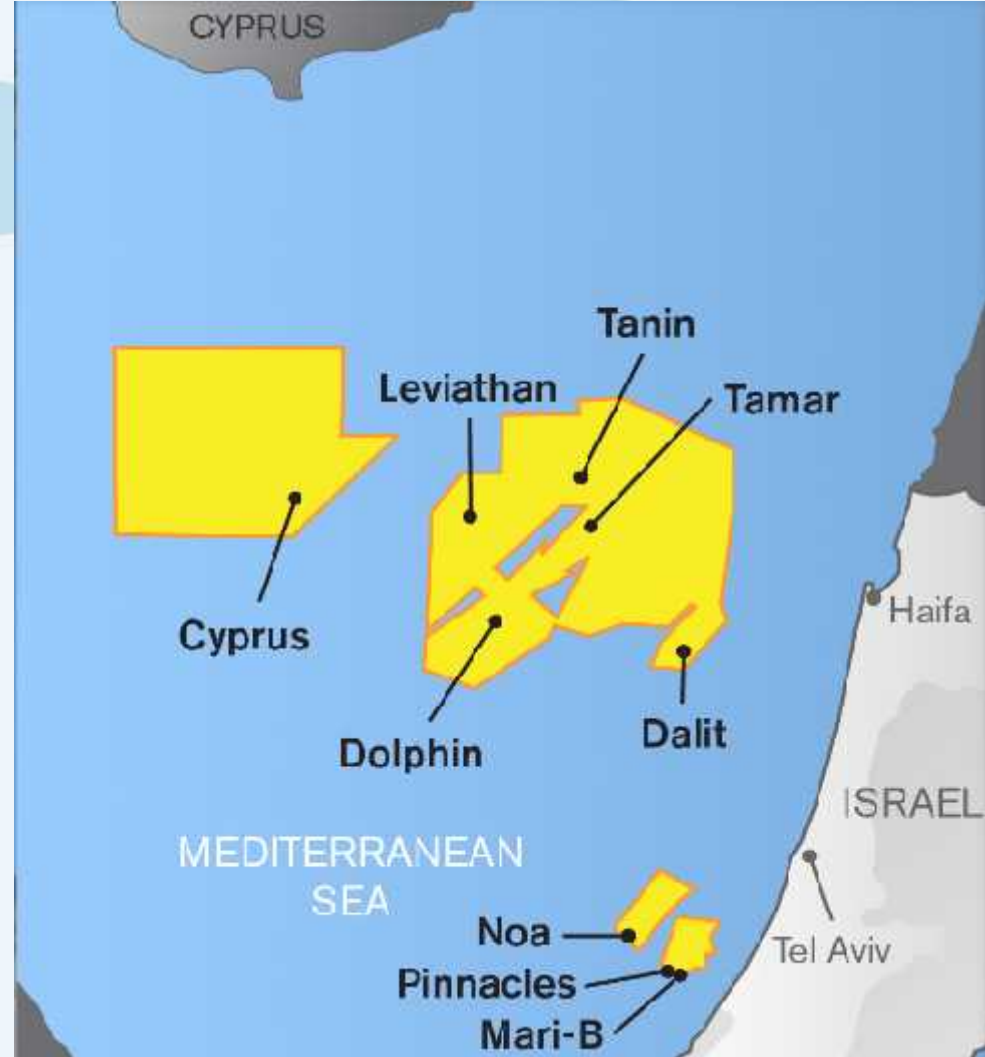 CYPRUS
Tanin
Leviathan
Tamar
Haifa
Cyprus
Dalit
Dolphin
ISRAEL
MEDITERRANEAN
SEA
Noa
Tel Aviv
Pinnacles
Mari-B